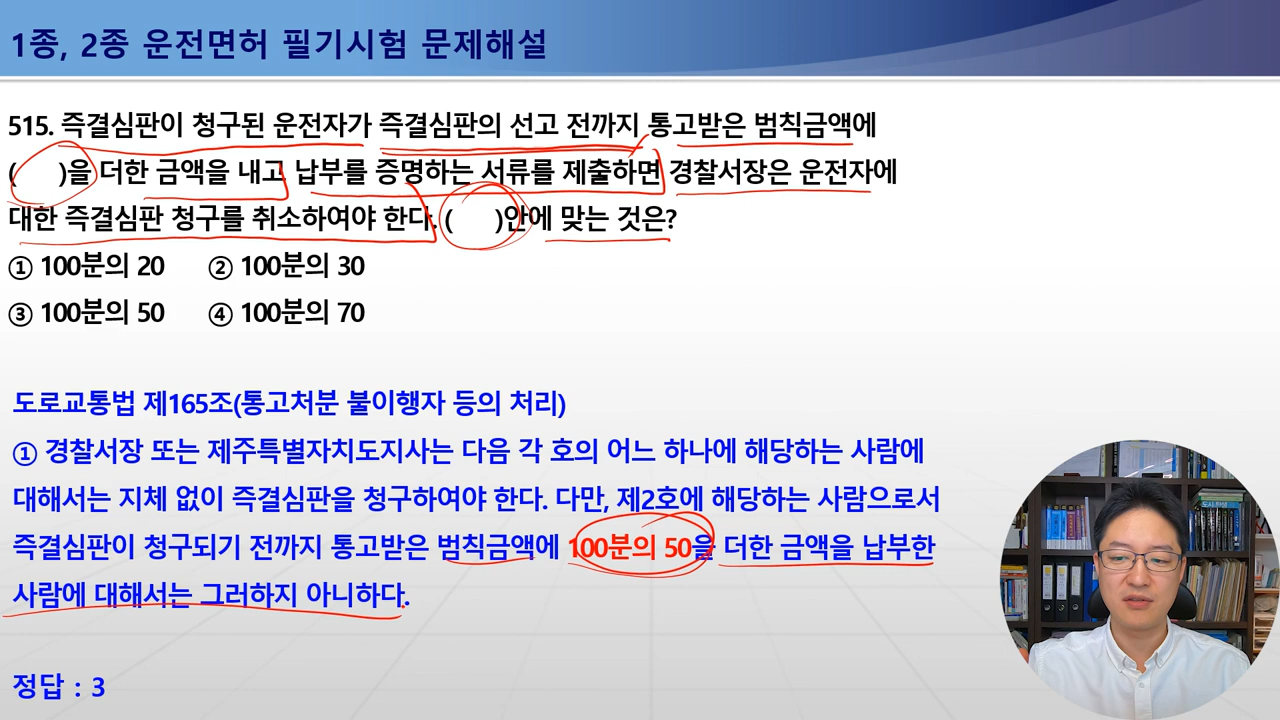 1종, 2종 운전면허 필기시험 문제해설
515. 즉결심판이 청구된 운전자가 즉결심판의 선고 전까지 통고받은 범칙금액에
( )을 더한 금액을 내고 납부를 증명하는 서류를 제출하면 경찰서장은 운전자에
대한 즉결심판 청구를 취소하여야 한다. ( )안에 맞는 것은?
① 100분의 20 ② 100분의 30
③ 100분의 50 ④ 100분의 70
도로교통법 제165조(통고처분 불이행자 등의 처리)
① 경찰서장 또는 제주특별자치도지사는 다음 각 호의 어느 하나에 해당하는 사람에
대해서는 지체 없이 즉결심판을 청구하여야 한다. 다만, 제2호에 해당하는 사람으로서
즉결심판이 청구되기 전까지 통고받은 범칙금액에 100분의 50을 더한 금액을 납부한
사람에 대해서는 그러하지 아니하다.
정답 : 3